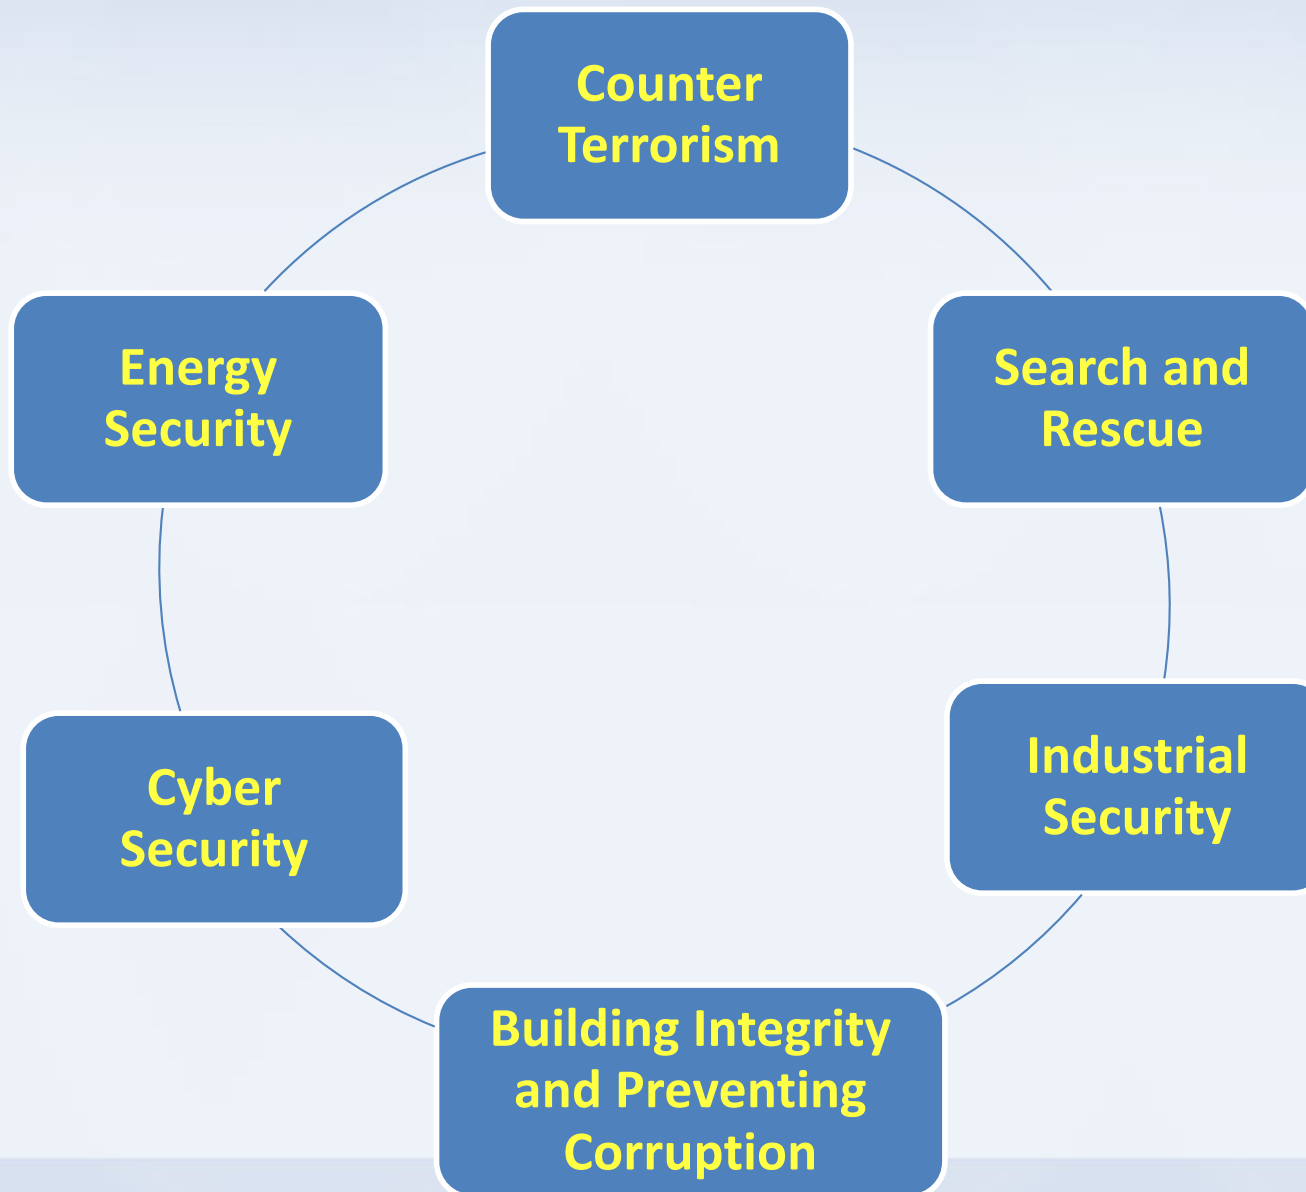 Counter
Terrorism
Energy
Security
Search and
Rescue
Cyber
Security
Industrial
Security
Building Integrity
and Preventing
Corruption